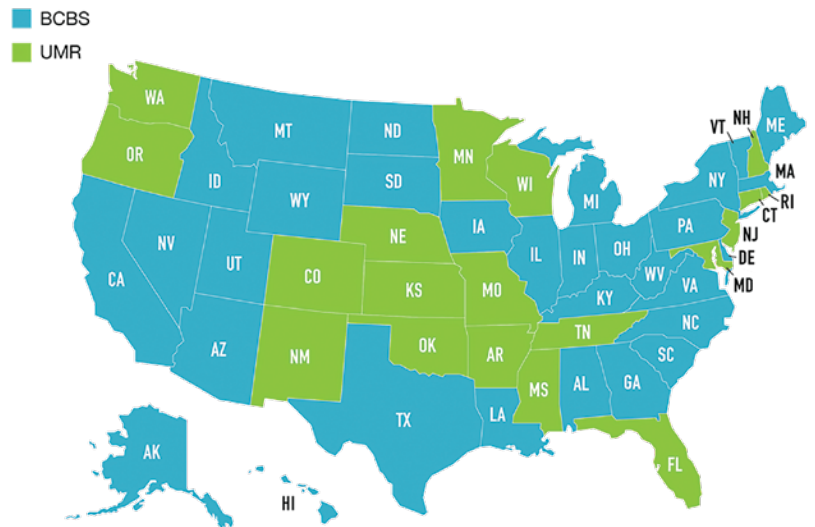 BCBS
UMR
WA
OR
MT
ND
MN
ID
WY
SD
WI
MI
VT
NH
ME
NY
MA
RI
CT
NJ
PA
DE
MD
NV
UT
CA
CO
NE
IA
IL
IN
OH
WV
VA
KS
MO
KY
NC
AZ
NM
OK
AR
TN
SC
MS
AL
GA
TX
LA
FL
AK
HI